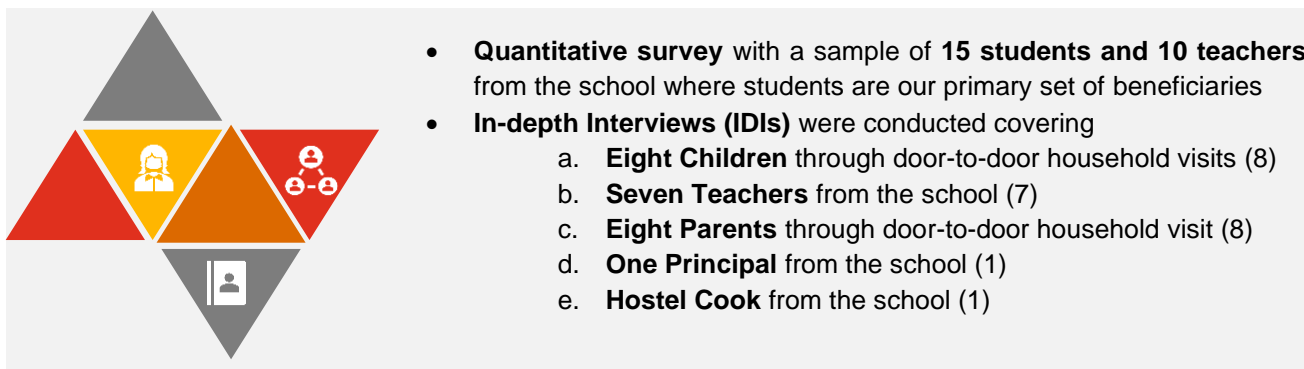 • Quantitative survey with a sample of 15 students and 10 teachers
from the school where students are our primary set of beneficiaries
• In-depth Interviews (IDIs) were conducted covering
a. Eight Children through door-to-door household visits (8)
b. Seven Teachers from the school (7)
c. Eight Parents through door-to-door household visit (8)
d. One Principal from the school (1)
e. Hostel Cook from the school (1)